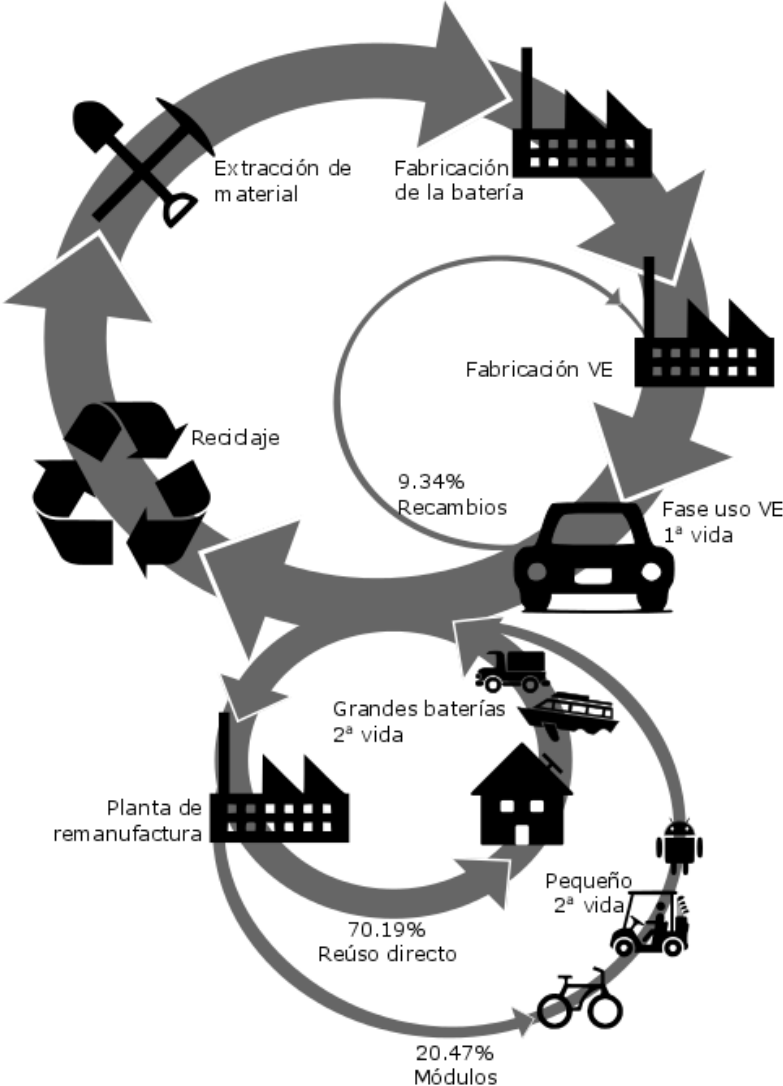 Extracción de
material
Fabricación
de la batería
Fabricación VE
Reciclaje
9.34%
Recambios
Fase uso VE
1ª vida
Grandes baterías
2ª vida
Planta de
remanufactura
Pequeño
2ª vida
70.19%
Reúso directo
20.47%
Módulos